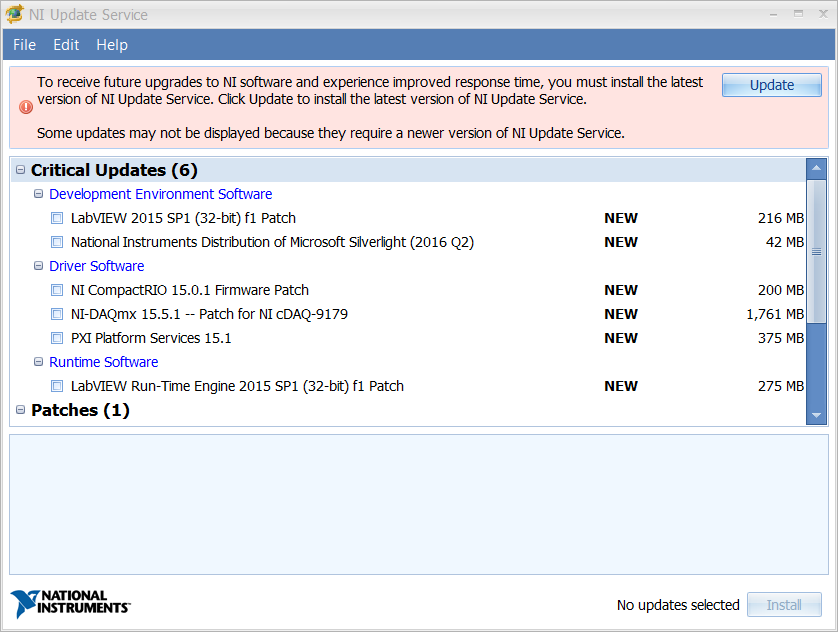 NI Update Service
File Edit Help
To receive future upgrades to NI software and experience improved response time, you must install the latest
version of NI Update Service. Click Update to install the latest version of NI Update Service.
Update
Some updates may not be displayed because they require a newer version of NI Update Service.
Critical Updates (6)
Development Environment Software
LabVIEW 2015 SP1 (32-bit) f1 Patch NEW 216 MB
National Instruments Distribution of Microsoft Silverlight (2016 Q2) NEW 42 MB
Driver Software
NI CompactRIO 15.0.1 Firmware Patch NEW 200 MB
NI-DAQmx 15.5.1 -- Patch for NI cDAQ-9179 NEW 1,761 MB
PXI Platform Services 15.1 NEW 375 MB
Runtime Software
LabVIEW Run-Time Engine 2015 SP1 (32-bit) f1 Patch NEW 275 MB
Patches (1)
NATIONAL
INSTRUMENTS
No updates selected Install